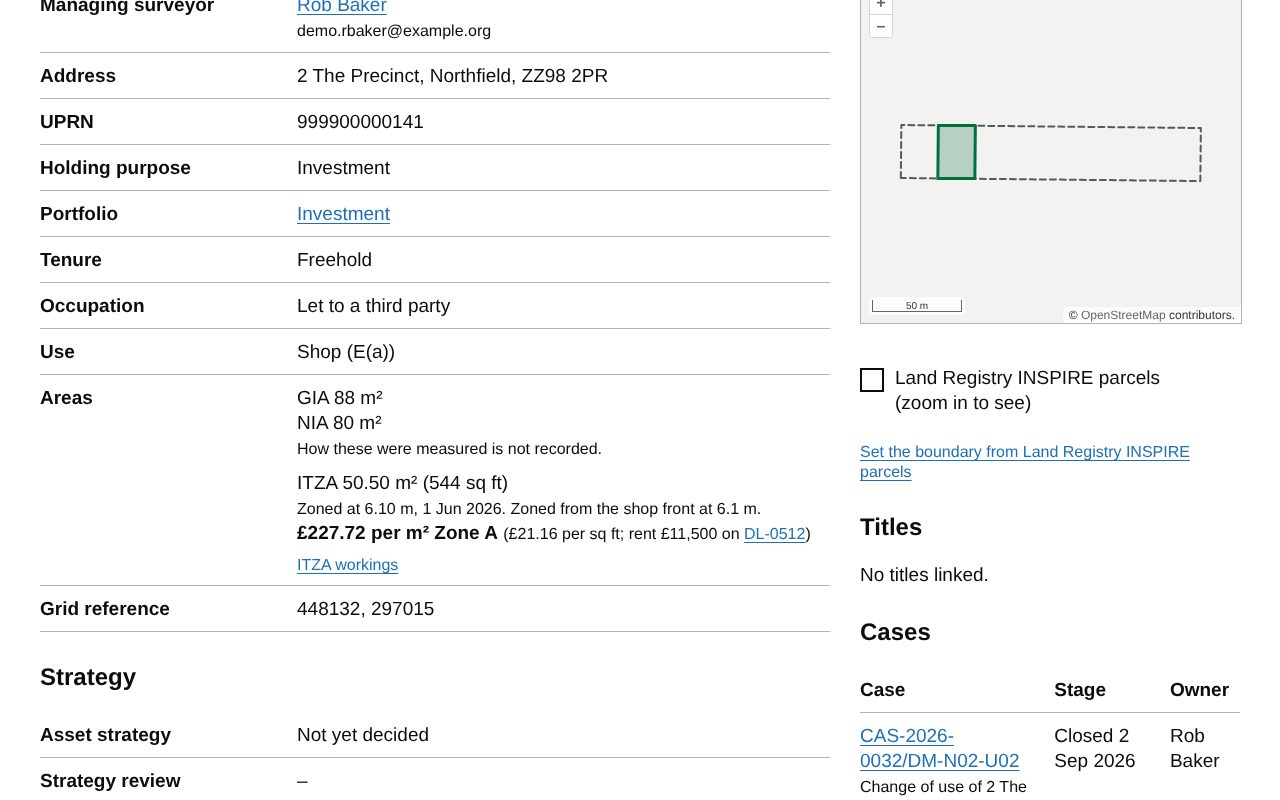 Managing surveyor
Rob Baker
demo.rbaker@example.org
Address
2 The Precinct, Northfield, ZZ98 2PR
UPRN
999900000141
Holding purpose
Investment
Portfolio
Investment
Tenure
Freehold
Occupation
Let to a third party
Use
Shop (E(a))
Areas
GIA 88 m²
NIA 80 m²
How these were measured is not recorded.
ITZA 50.50 m² (544 sq ft)
Zoned at 6.10 m, 1 Jun 2026. Zoned from the shop front at 6.1 m.
£227.72 per m² Zone A (£21.16 per sq ft; rent £11,500 on DL-0512)
ITZA workings
Grid reference
448132, 297015
Strategy
Asset strategy
Not yet decided
Strategy review
–
+
−
50 m
© OpenStreetMap contributors.
Land Registry INSPIRE parcels
(zoom in to see)
Set the boundary from Land Registry INSPIRE
parcels
Titles
No titles linked.
Cases
Case
Stage
Owner
CAS-2026-
0032/DM-N02-U02
Closed 2
Sep 2026
Rob
Baker
Change of use of 2 The